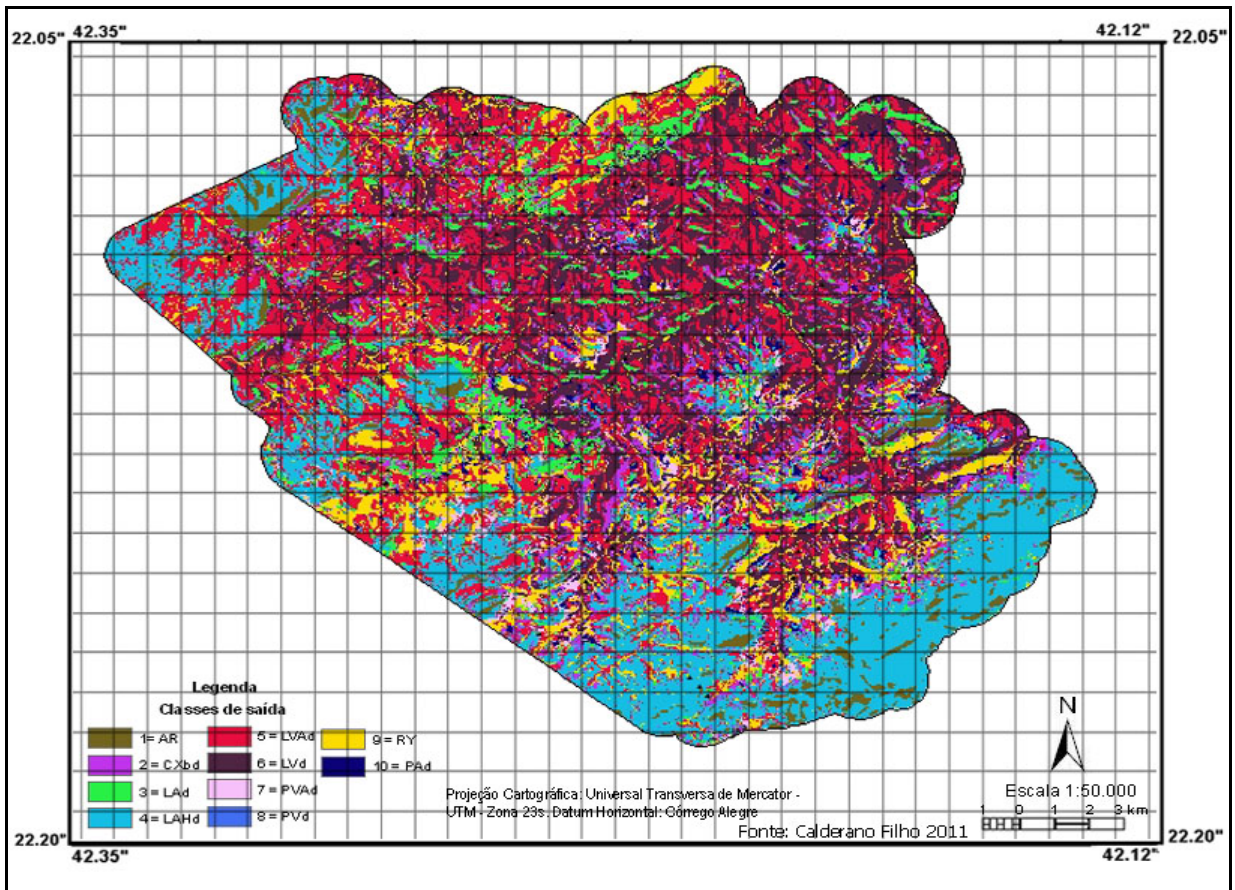 42.35" 42.12"
22.05" 22.05"
Legenda
Classes de saída
1= AR 5 = LVAd 9 = RY
2 = CXbd 6 = LVd 10 = PAd
3 = LAd 7 = PVAd
4 = LAHd 8 = PVd
N
Escala 1:50.000
1 0 1 2 3 km
Projeção Cartográfica: Universal Transversa de Mercator -
UTM - Zona 23s. Datum Horizontal: Córrego Alegre
Fonte: Calderano Filho 2011
22.20" 22.20"
42.35" 42.12"